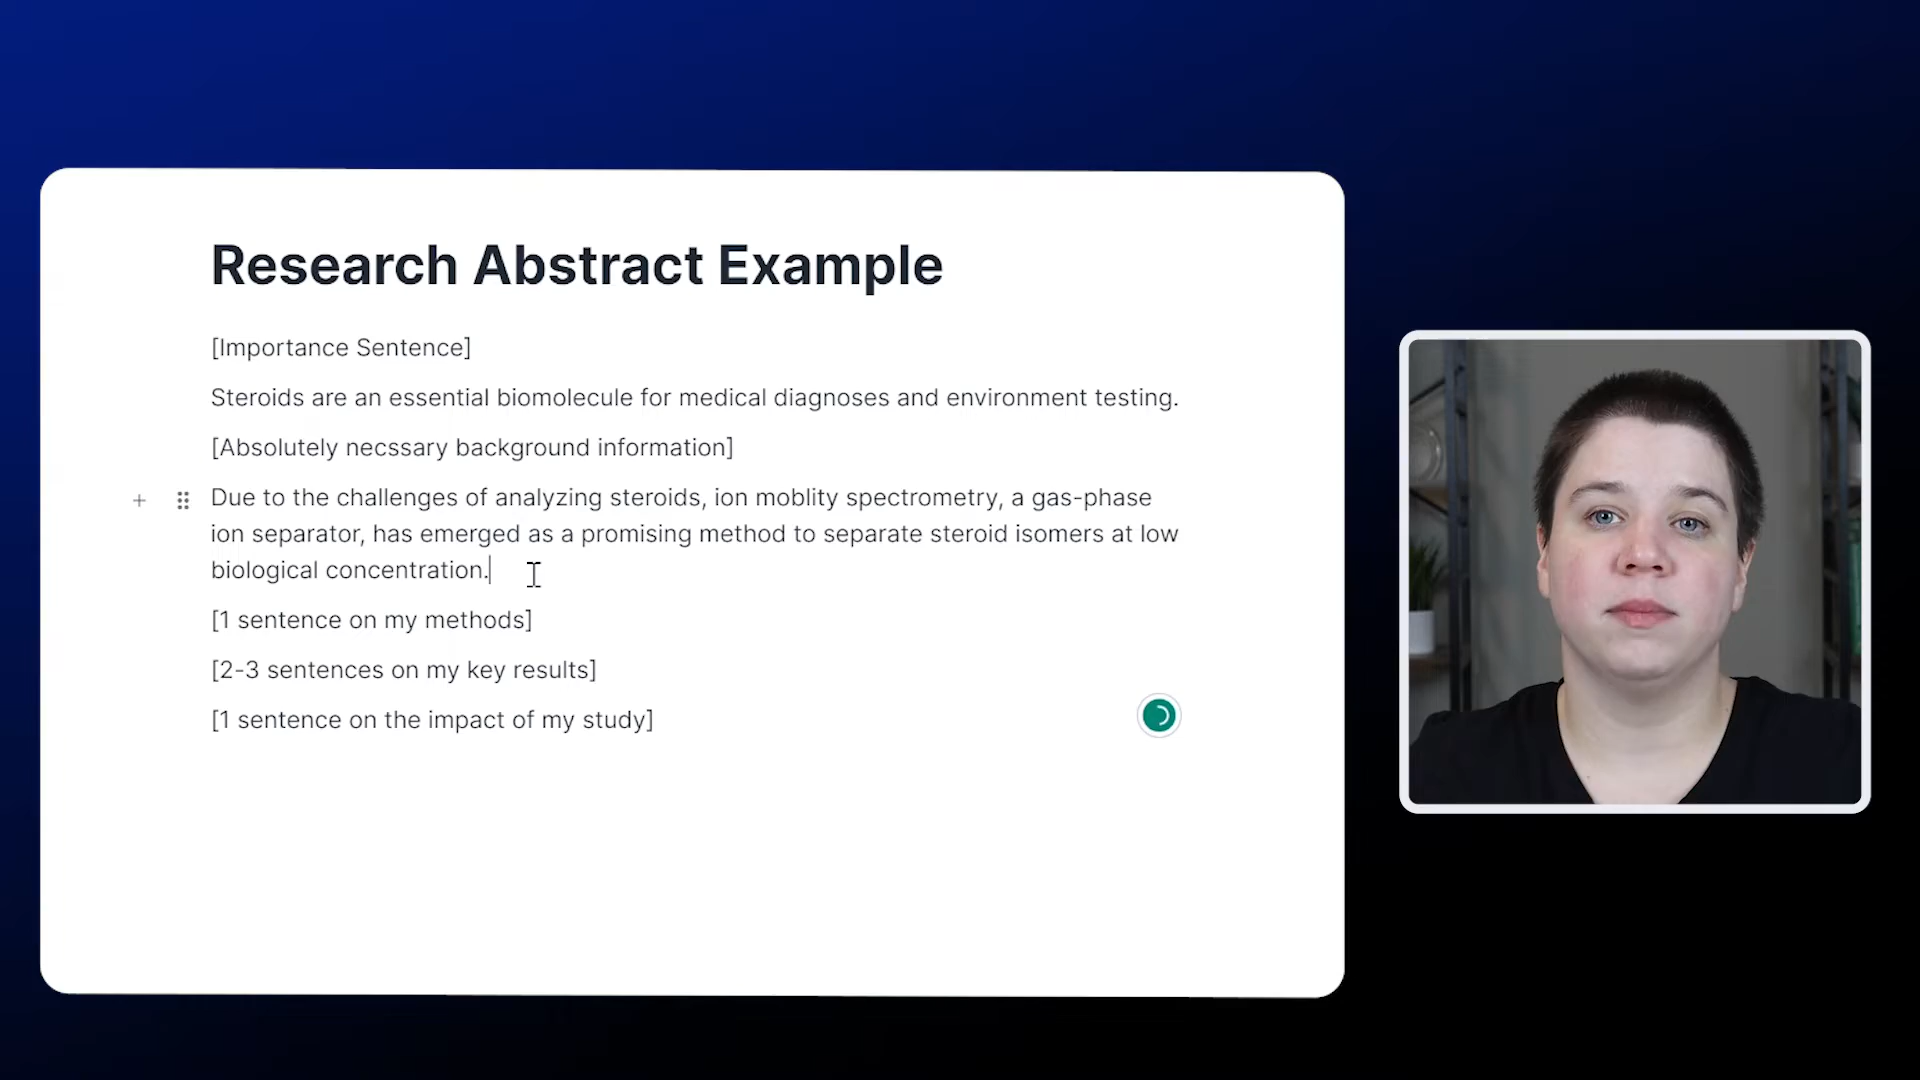 Research Abstract Example
[Importance Sentence]
Steroids are an essential biomolecule for medical diagnoses and environment testing.
[Absolutely necssary background information]
Due to the challenges of analyzing steroids, ion moblity spectrometry, a gas-phase
ion separator, has emerged as a promising method to separate steroid isomers at low
biological concentration.
[1 sentence on my methods]
[2-3 sentences on my key results]
[1 sentence on the impact of my study]